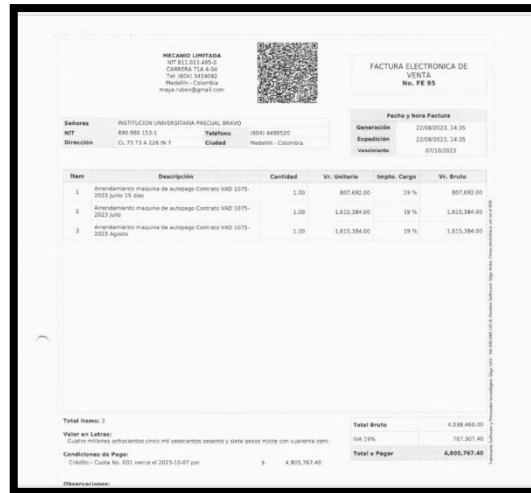 MECANIO LIMITADA
NIT 811.013.495-0
CARRERA 71A 4-04
Tel: (604) 3434092
Medellín - Colombia
maya.ruben@gmail.com
FACTURA ELECTRONICA DE
VENTA
No. FE 95
Señores INSTITUCION UNIVERSITARIA PASCUAL BRAVO
NIT 890.980.153-1 Teléfono (604) 4480520
Dirección CL 73 73 A 226 IN 7 Ciudad Medellín - Colombia
Fecha y hora Factura
Generación 22/08/2023, 14:35
Expedición 22/08/2023, 14:35
Vencimiento 07/10/2023
Ítem Descripción Cantidad Vr. Unitario Impto. Cargo Vr. Bruto
1 Arrendamiento maquina de autopago Contrato VAD 1075-2023 junio 15 dias 1.00 807,692.00 19 % 807,692.00
2 Arrendamiento maquina de autopago Contrato VAD 1075-2023 Julio 1.00 1,615,384.00 19 % 1,615,384.00
3 Arrendamiento maquina de autopago Contrato VAD 1075-2023 Agosto 1.00 1,615,384.00 19 % 1,615,384.00
Total Ítems: 3
Valor en Letras:
Cuatro millones ochocientos cinco mil setecientos sesenta y siete pesos m/cte con cuarenta cent.
Condiciones de Pago:
Crédito - Cuota No. 001 vence el 2023-10-07 por $ 4,805,767.40
Observaciones:
Total Bruto 4,038,460.00
IVA 19% 767,307.40
Total a Pagar 4,805,767.40